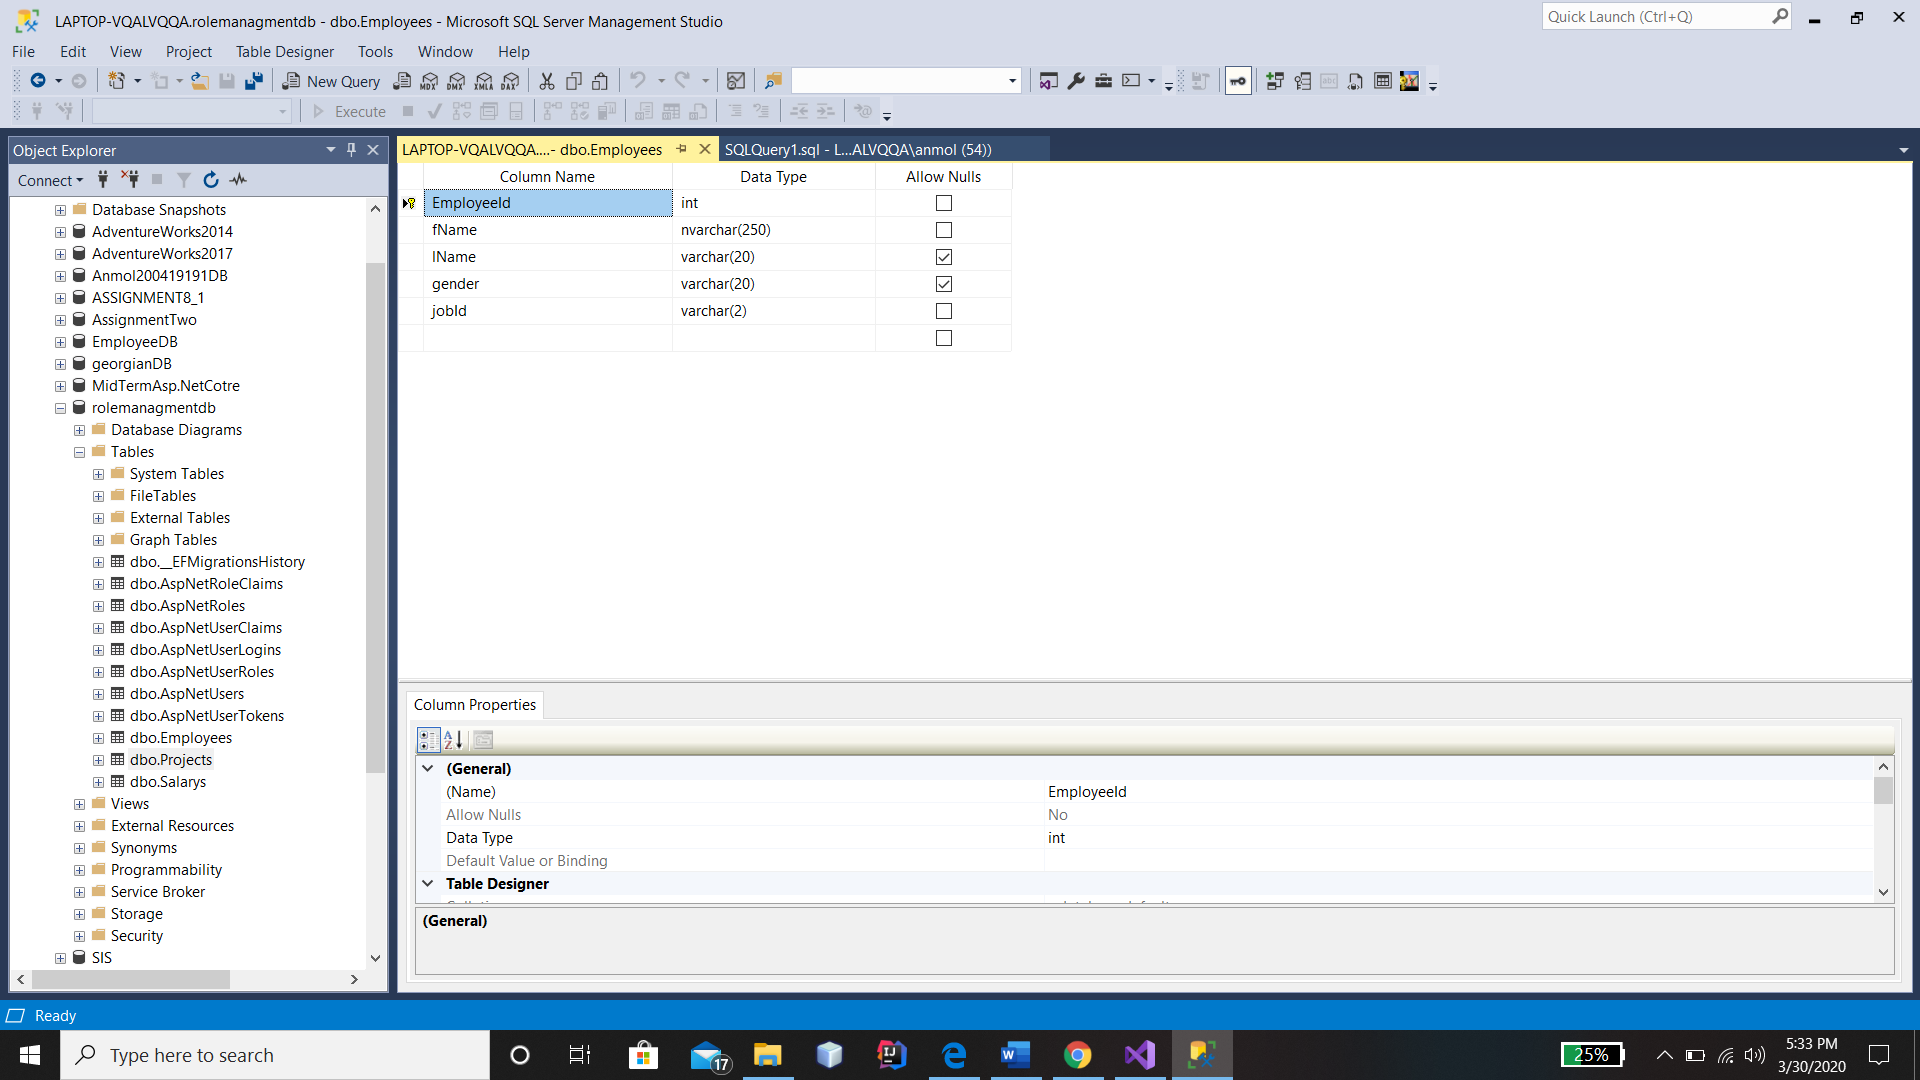 LAPTOP-VQALVQQA.rolemanagmentdb - dbo.Employees - Microsoft SQL Server Management Studio
Quick Launch (Ctrl+Q)
File Edit View Project Table Designer Tools Window Help
New Query MDX DMX XMLA DAX
Execute
Object Explorer
Connect
Database Snapshots
AdventureWorks2014
AdventureWorks2017
Anmol200419191DB
ASSIGNMENT8_1
AssignmentTwo
EmployeeDB
georgianDB
MidTermAsp.NetCotre
rolemanagmentdb
Database Diagrams
Tables
System Tables
FileTables
External Tables
Graph Tables
dbo.__EFMigrationsHistory
dbo.AspNetRoleClaims
dbo.AspNetRoles
dbo.AspNetUserClaims
dbo.AspNetUserLogins
dbo.AspNetUserRoles
dbo.AspNetUsers
dbo.AspNetUserTokens
dbo.Employees
dbo.Projects
dbo.Salarys
Views
External Resources
Synonyms
Programmability
Service Broker
Storage
Security
SIS
LAPTOP-VQALVQQA....- dbo.Employees SQLQuery1.sql - L...ALVQQA\anmol (54))
Column Name Data Type Allow Nulls
EmployeeId int
fName nvarchar(250)
lName varchar(20)
gender varchar(20)
jobId varchar(2)
Column Properties
(General)
(Name) EmployeeId
Allow Nulls No
Data Type int
Default Value or Binding
Table Designer
(General)
Ready
Type here to search
17
25%
5:33 PM
3/30/2020